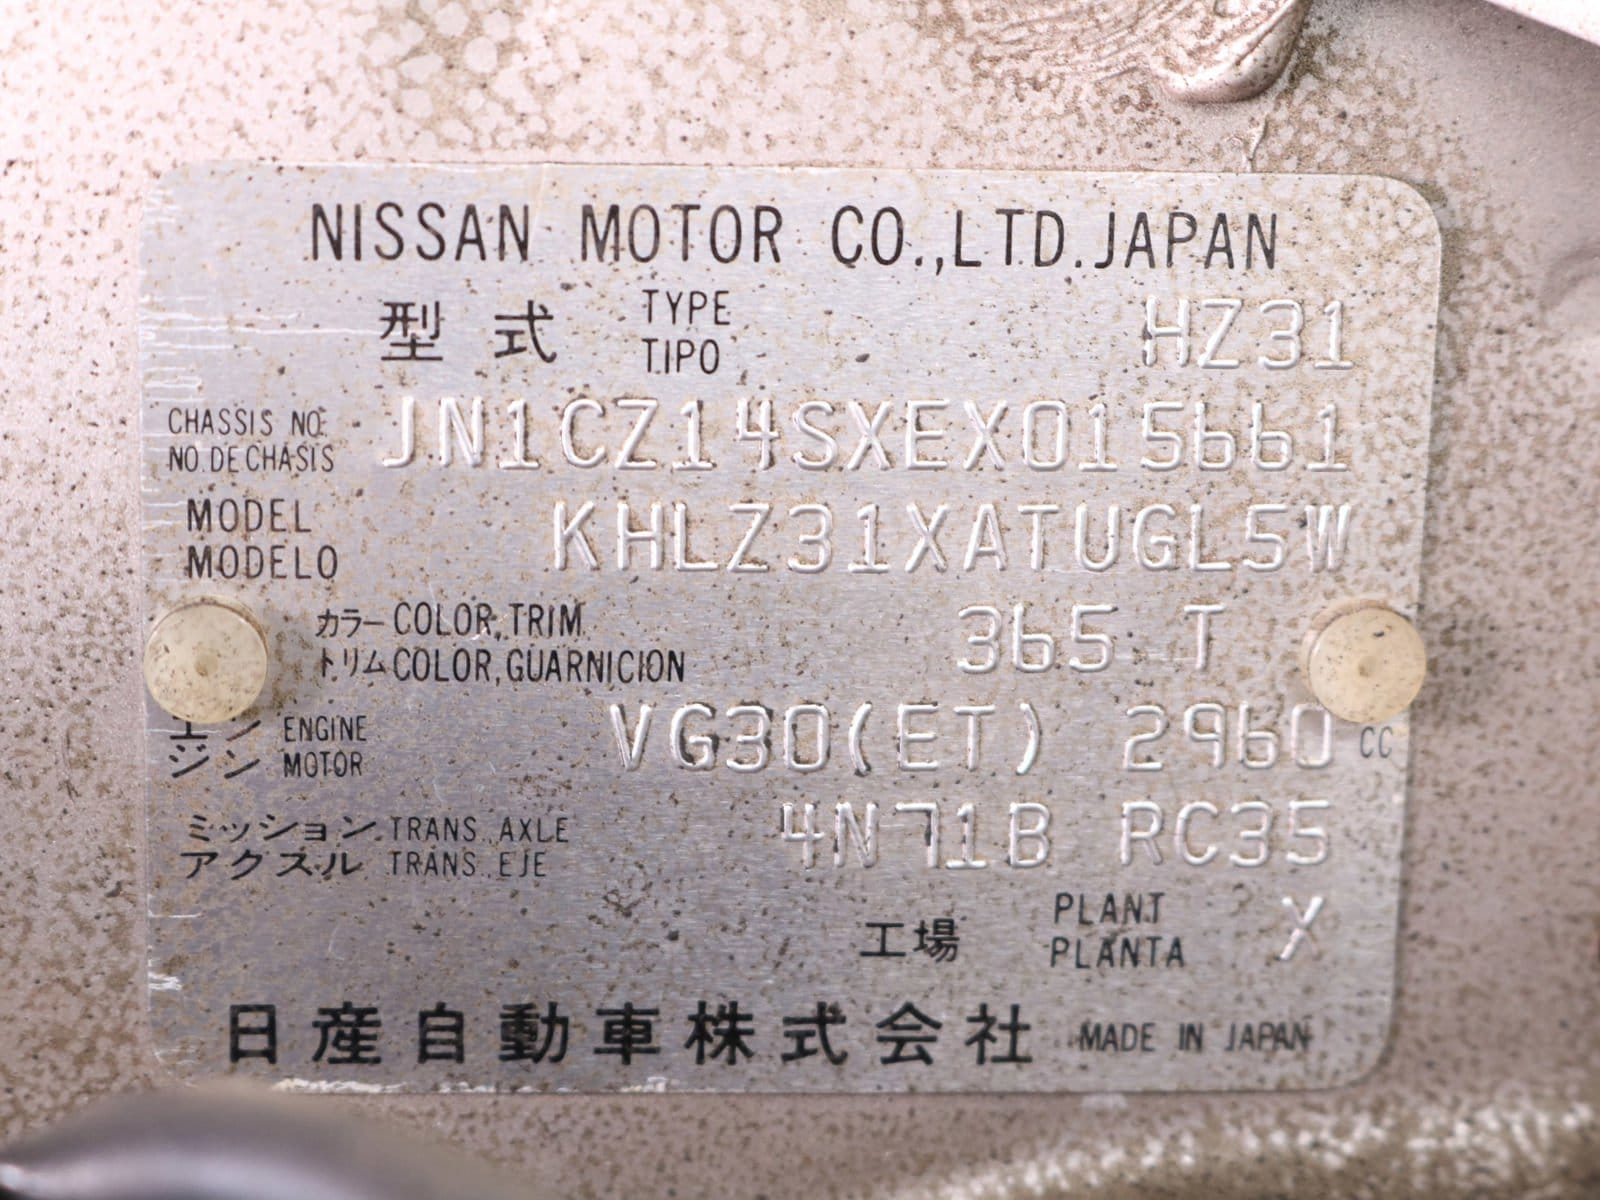 NISSAN MOTOR CO.,LTD.JAPAN
型式 TYPE TIPO HZ31
CHASSIS NO. NO.DE CHASIS JN1CZ14SXEX015661
MODEL MODELO KHLZ31XATUGL5W
カラー COLOR,TRIM 365 T
トリム COLOR,GUARNICION
エンジン ENGINE MOTOR VG30(ET) 2960 CC
ミッション TRANS.,AXLE 4N71B RC35
アクスル TRANS.,EJE
工場 PLANT PLANTA X
日産自動車株式会社 MADE IN JAPAN